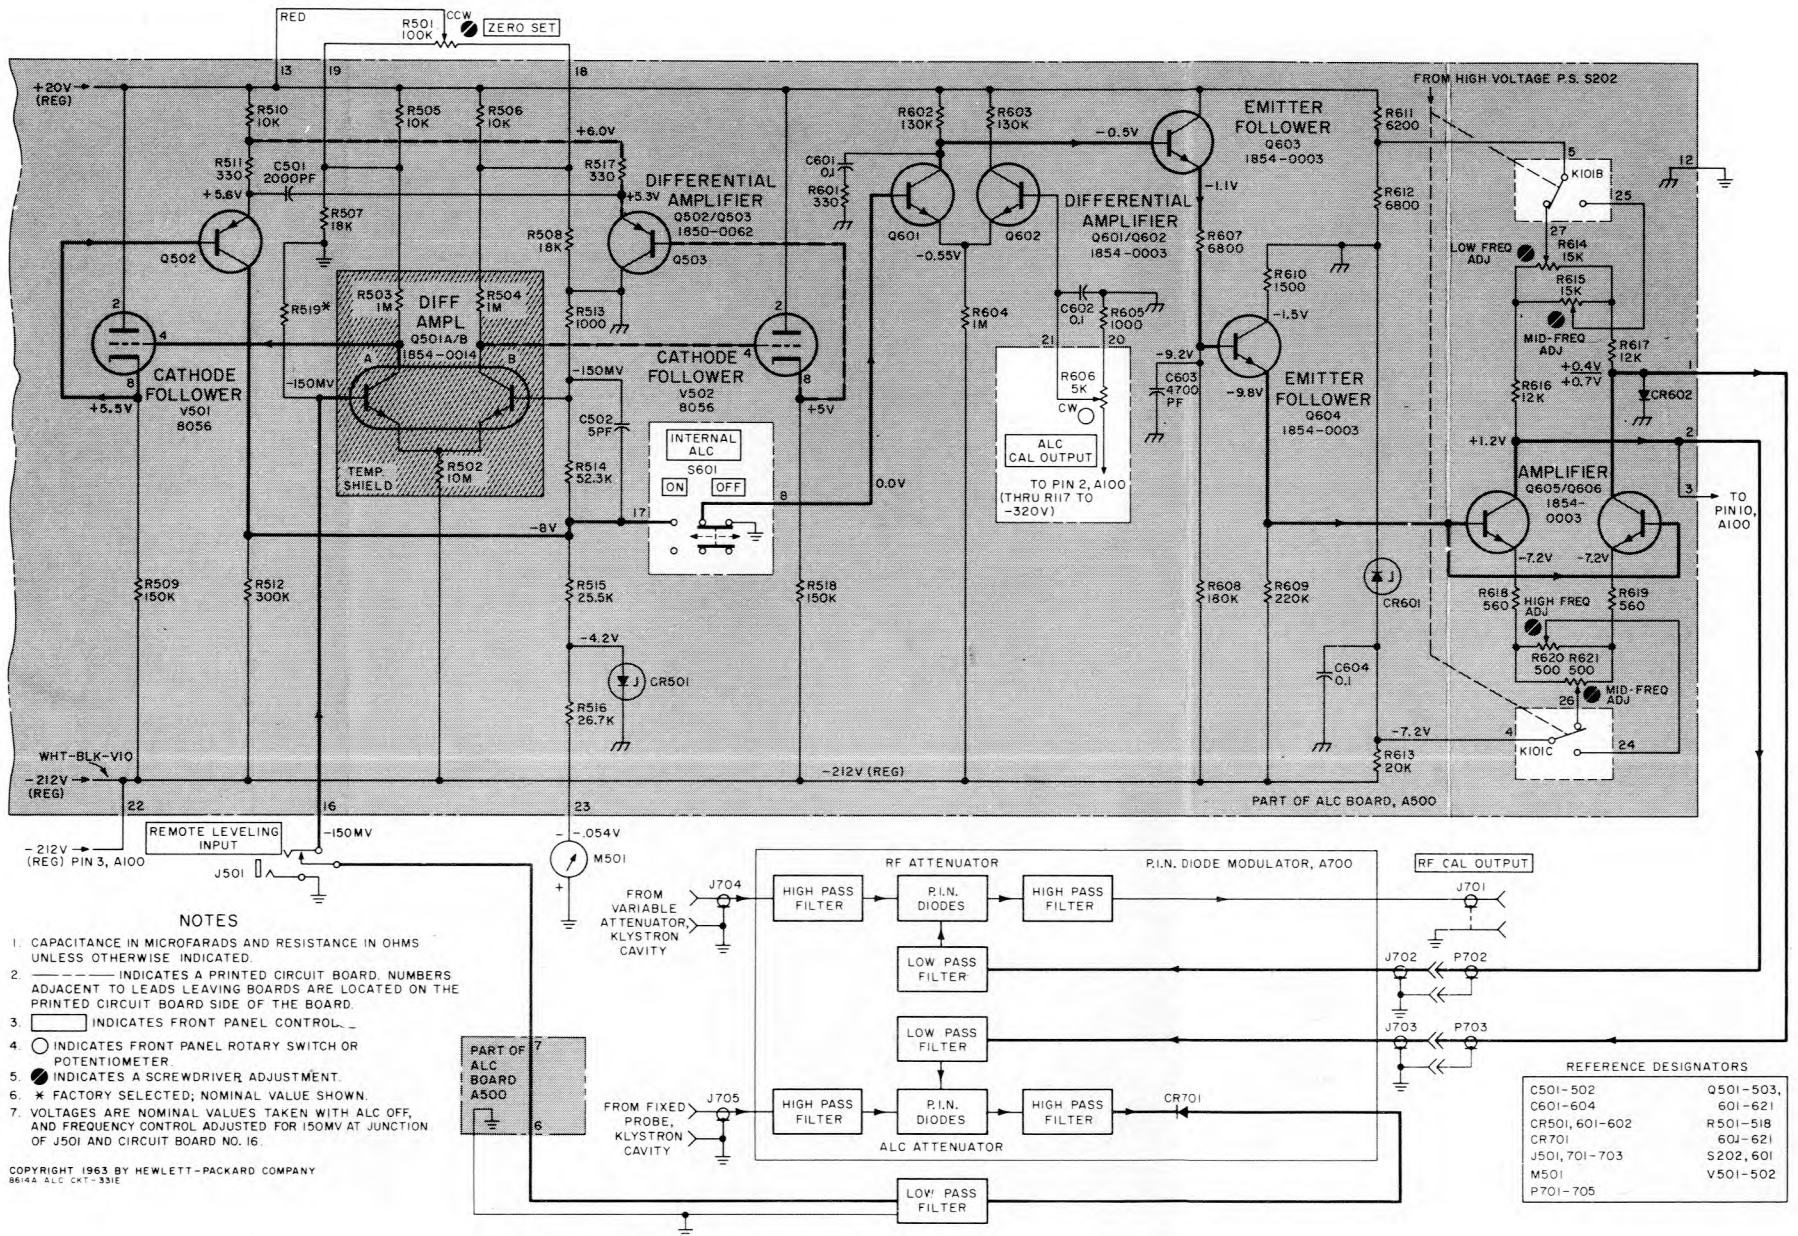 RED
R501
100K
CCW
ZERO SET
13
19
18
FROM HIGH VOLTAGE P.S. S202
+20V
(REG)
R510
10K
R505
10K
R506
10K
+6.0V
R511
330
C501
2000PF
+5.6V
R517
330
+5.3V
DIFFERENTIAL
AMPLIFIER
Q502/Q503
1850-0062
R507
18K
R508
18K
Q502
Q503
R519*
R503
1M
DIFF
AMPL
Q501A/B
1854-0014
R504
1M
A
B
R513
1000
-150MV
-150MV
2
4
8
CATHODE
FOLLOWER
V501
8056
+5.5V
2
4
8
CATHODE
FOLLOWER
V502
8056
+5V
C502
5PF
TEMP.
SHIELD
R502
10M
R514
52.3K
INTERNAL
ALC
S601
ON
OFF
8
0.0V
17
-8V
R509
150K
R512
300K
R515
25.5K
R518
150K
-4.2V
CR501
R516
26.7K
WHT-BLK-VIO
-212V
(REG)
-212V (REG)
22
16
23
R602
130K
R603
130K
C601
0.1
R601
330
Q601
Q602
-0.55V
DIFFERENTIAL
AMPLIFIER
Q601/Q602
1854-0003
-0.5V
EMITTER
FOLLOWER
Q603
1854-0003
-1.1V
R607
6800
R604
1M
C602
0.1
R605
1000
21
20
R606
5K
CW
ALC
CAL OUTPUT
TO PIN 2, A100
(THRU R117 TO
-320V)
-9.2V
C603
4700
PF
R610
1500
-1.5V
-9.8V
EMITTER
FOLLOWER
Q604
1854-0003
R608
180K
R609
220K
R611
6200
R612
6800
CR601
C604
0.1
-7.2V
R613
20K
PART OF ALC BOARD, A500
5
K101B
25
27
12
LOW FREQ
ADJ
R614
15K
R615
15K
MID-FREQ
ADJ
R617
12K
+0.4V
+0.7V
1
R616
12K
CR602
+1.2V
2
AMPLIFIER
Q605/Q606
1854-
0003
3
TO
PIN10,
A100
-7.2V
-7.2V
R618
560
HIGH FREQ
ADJ
R619
560
R620
500
R621
500
26
MID-FREQ
ADJ
4
K101C
24
-212V
(REG) PIN 3, A100
REMOTE LEVELING
INPUT
-150MV
J501
- -.054V
M501
+
RF ATTENUATOR
P.I.N. DIODE MODULATOR, A700
RF CAL OUTPUT
FROM
VARIABLE
ATTENUATOR,
KLYSTRON
CAVITY
J704
HIGH PASS
FILTER
P.I.N.
DIODES
HIGH PASS
FILTER
J701
LOW PASS
FILTER
J702
P702
LOW PASS
FILTER
J703
P703
FROM FIXED
PROBE,
KLYSTRON
CAVITY
J705
HIGH PASS
FILTER
P.I.N.
DIODES
HIGH PASS
FILTER
CR701
ALC ATTENUATOR
LOW PASS
FILTER
PART OF
ALC
BOARD
A500
7
6
NOTES
1. CAPACITANCE IN MICROFARADS AND RESISTANCE IN OHMS
UNLESS OTHERWISE INDICATED.
2. INDICATES A PRINTED CIRCUIT BOARD. NUMBERS
ADJACENT TO LEADS LEAVING BOARDS ARE LOCATED ON THE
PRINTED CIRCUIT BOARD SIDE OF THE BOARD.
3. INDICATES FRONT PANEL CONTROL.
4. INDICATES FRONT PANEL ROTARY SWITCH OR
POTENTIOMETER.
5. INDICATES A SCREWDRIVER ADJUSTMENT.
6. * FACTORY SELECTED; NOMINAL VALUE SHOWN.
7. VOLTAGES ARE NOMINAL VALUES TAKEN WITH ALC OFF,
AND FREQUENCY CONTROL ADJUSTED FOR 150MV AT JUNCTION
OF J501 AND CIRCUIT BOARD NO. 16.
COPYRIGHT 1963 BY HEWLETT-PACKARD COMPANY
8614A ALC CKT-331E
REFERENCE DESIGNATORS
C501-502
C601-604
CR501, 601-602
CR701
J501, 701-703
M501
P701-705
Q501-503,
601-621
R501-518
601-621
S202, 601
V501-502